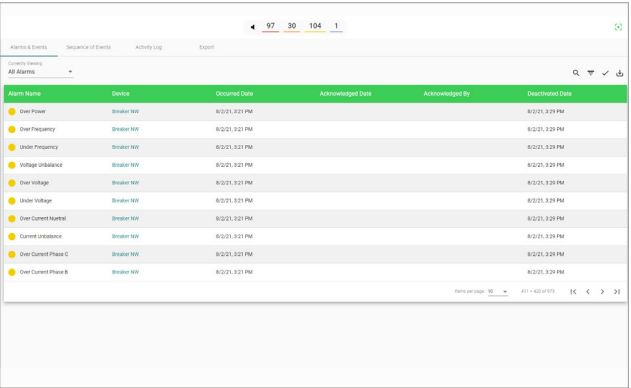 97 30 104 1
Alarms & Events Sequence of Events Activity Log Export
Currently Viewing
All Alarms
Alarm Name Device Occurred Date Acknowledged Date Acknowledged By Deactivated Date
Over Power Breaker NW 8/2/21, 3:21 PM 8/2/21, 3:29 PM
Over Frequency Breaker NW 8/2/21, 3:21 PM 8/2/21, 3:29 PM
Under Frequency Breaker NW 8/2/21, 3:21 PM 8/2/21, 3:29 PM
Voltage Unbalance Breaker NW 8/2/21, 3:21 PM 8/2/21, 3:29 PM
Over Voltage Breaker NW 8/2/21, 3:21 PM 8/2/21, 3:29 PM
Under Voltage Breaker NW 8/2/21, 3:21 PM 8/2/21, 3:29 PM
Over Current Nuetral Breaker NW 8/2/21, 3:21 PM 8/2/21, 3:29 PM
Current Unbalance Breaker NW 8/2/21, 3:21 PM 8/2/21, 3:29 PM
Over Current Phase C Breaker NW 8/2/21, 3:21 PM 8/2/21, 3:29 PM
Over Current Phase B Breaker NW 8/2/21, 3:21 PM 8/2/21, 3:29 PM
Items per page of